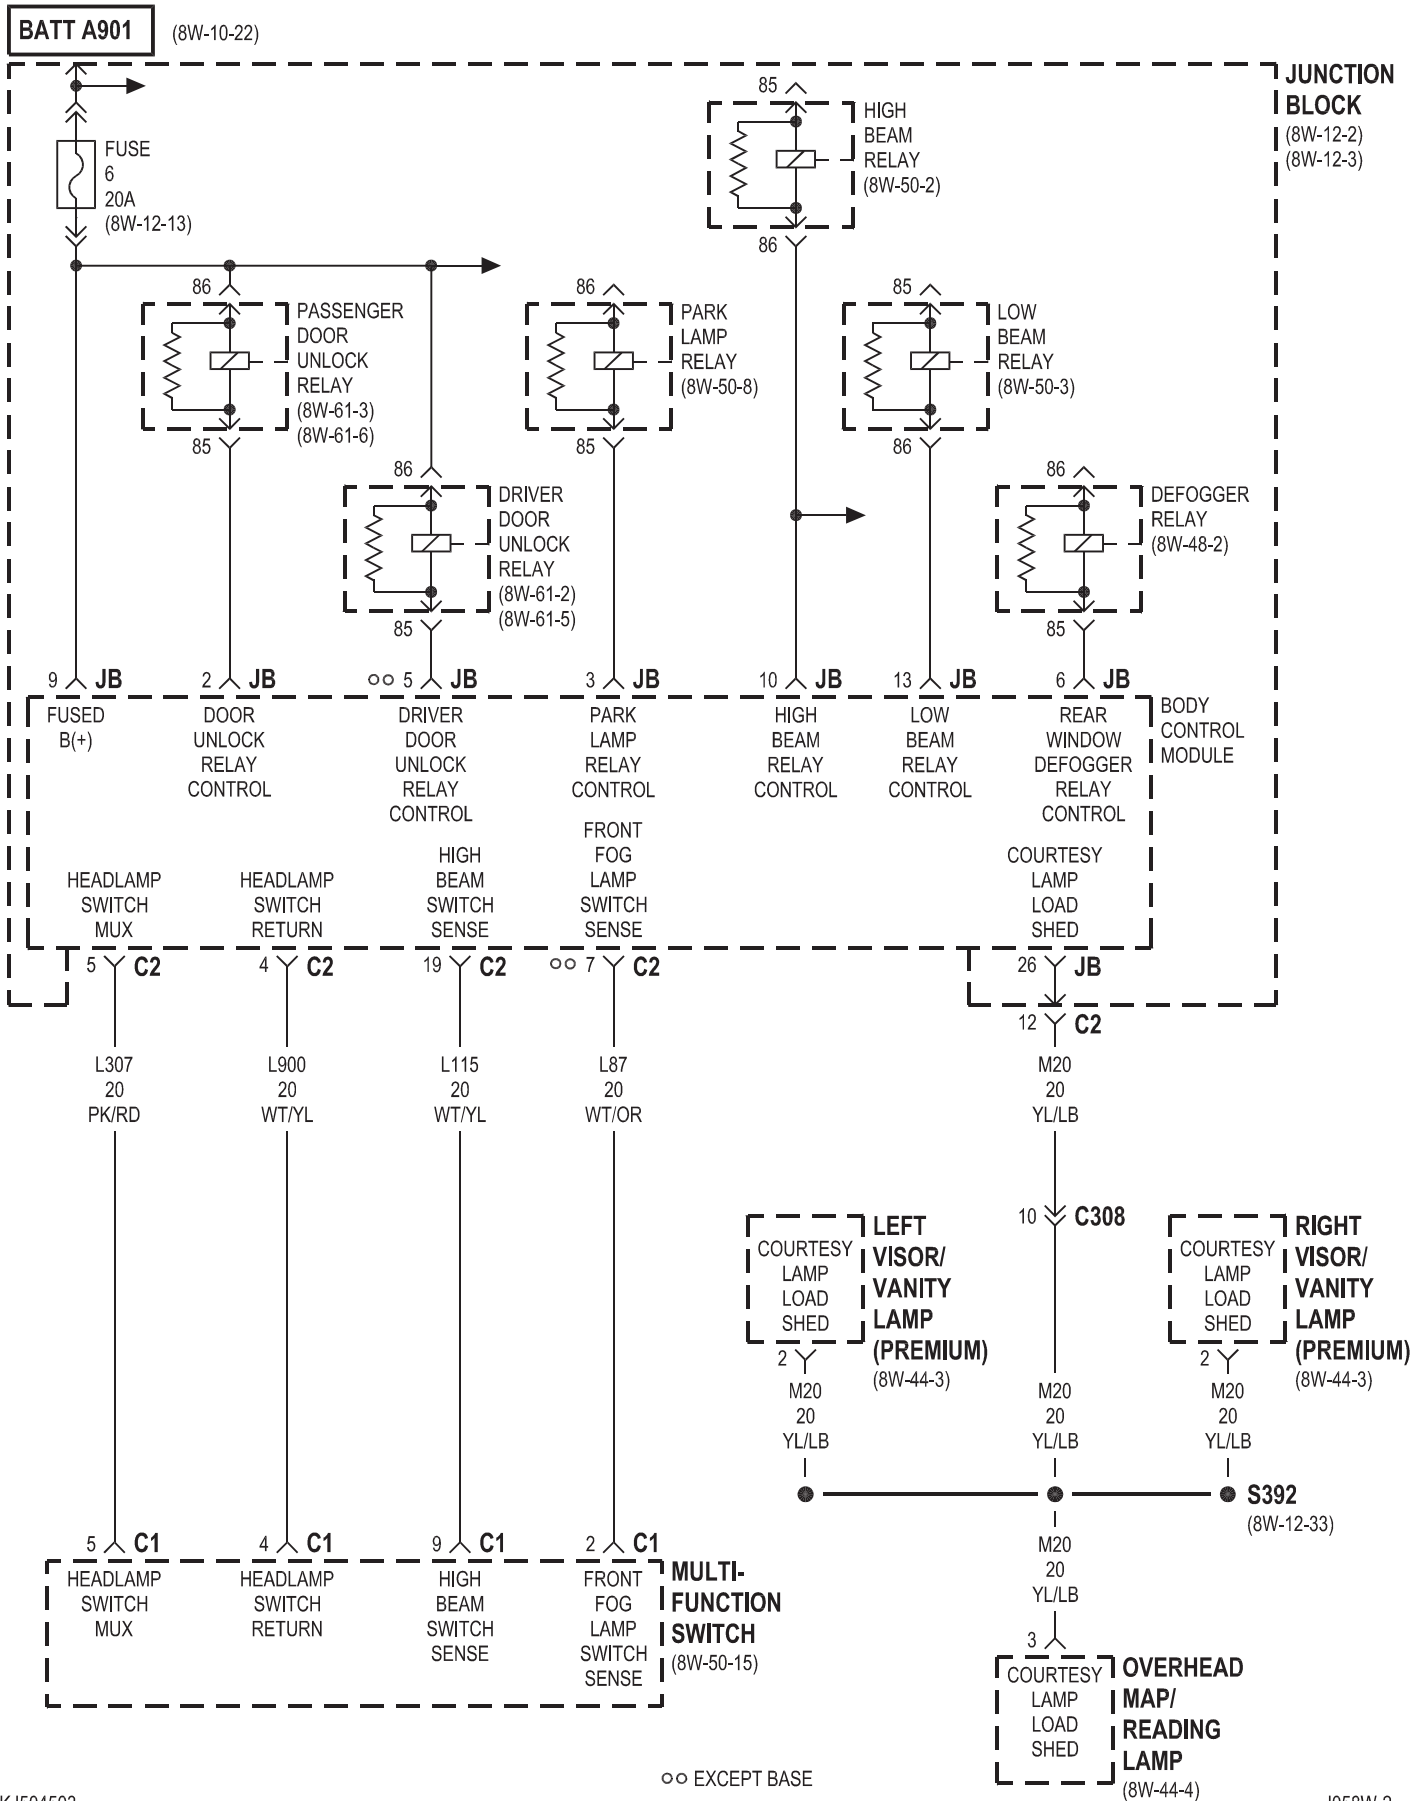 BATT A901 (8W-10-22)
JUNCTION
BLOCK
(8W-12-2)
(8W-12-3)
FUSE
6
20A
(8W-12-13)
85
HIGH
BEAM
RELAY
(8W-50-2)
86
86
PASSENGER
DOOR
UNLOCK
RELAY
(8W-61-3)
(8W-61-6)
85
86
PARK
LAMP
RELAY
(8W-50-8)
85
85
LOW
BEAM
RELAY
(8W-50-3)
86
86
DRIVER
DOOR
UNLOCK
RELAY
(8W-61-2)
(8W-61-5)
85
86
DEFOGGER
RELAY
(8W-48-2)
85
9 JB
2 JB
5 JB
3 JB
10 JB
13 JB
6 JB
BODY
CONTROL
MODULE
FUSED
B(+)
DOOR
UNLOCK
RELAY
CONTROL
DRIVER
DOOR
UNLOCK
RELAY
CONTROL
PARK
LAMP
RELAY
CONTROL
HIGH
BEAM
RELAY
CONTROL
LOW
BEAM
RELAY
CONTROL
REAR
WINDOW
DEFOGGER
RELAY
CONTROL
HEADLAMP
SWITCH
MUX
HEADLAMP
SWITCH
RETURN
HIGH
BEAM
SWITCH
SENSE
FRONT
FOG
LAMP
SWITCH
SENSE
COURTESY
LAMP
LOAD
SHED
5 C2
4 C2
19 C2
7 C2
26 JB
12 C2
L307
20
PK/RD
L900
20
WT/YL
L115
20
WT/YL
L87
20
WT/OR
M20
20
YL/LB
10 C308
COURTESY
LAMP
LOAD
SHED
LEFT
VISOR/
VANITY
LAMP
(PREMIUM)
(8W-44-3)
2
M20
20
YL/LB
M20
20
YL/LB
COURTESY
LAMP
LOAD
SHED
RIGHT
VISOR/
VANITY
LAMP
(PREMIUM)
(8W-44-3)
2
M20
20
YL/LB
S392
(8W-12-33)
M20
20
YL/LB
3
COURTESY
LAMP
LOAD
SHED
OVERHEAD
MAP/
READING
LAMP
(8W-44-4)
5 C1
4 C1
9 C1
2 C1
HEADLAMP
SWITCH
MUX
HEADLAMP
SWITCH
RETURN
HIGH
BEAM
SWITCH
SENSE
FRONT
FOG
LAMP
SWITCH
SENSE
MULTI-
FUNCTION
SWITCH
(8W-50-15)
EXCEPT BASE